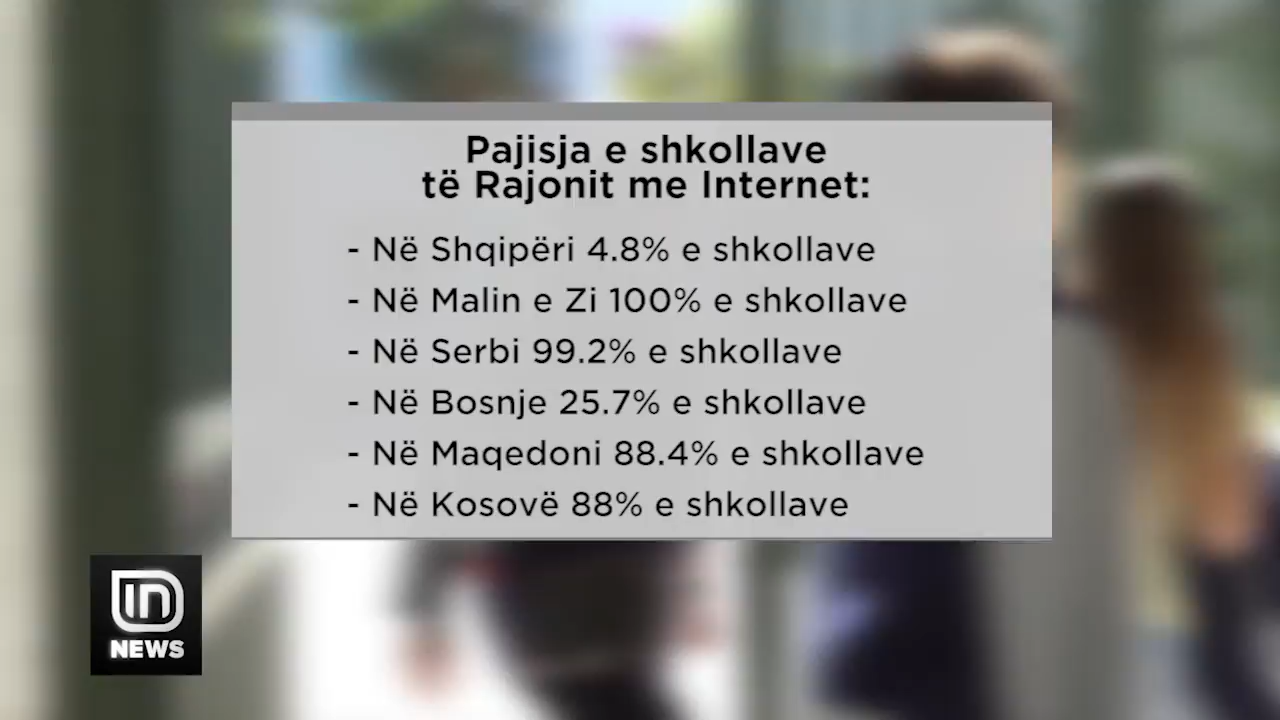 Pajisja e shkollave
të Rajonit me Internet:
- Në Shqipëri 4.8% e shkollave
- Në Malin e Zi 100% e shkollave
- Në Serbi 99.2% e shkollave
- Në Bosnje 25.7% e shkollave
- Në Maqedoni 88.4% e shkollave
- Në Kosovë 88% e shkollave
IN
NEWS